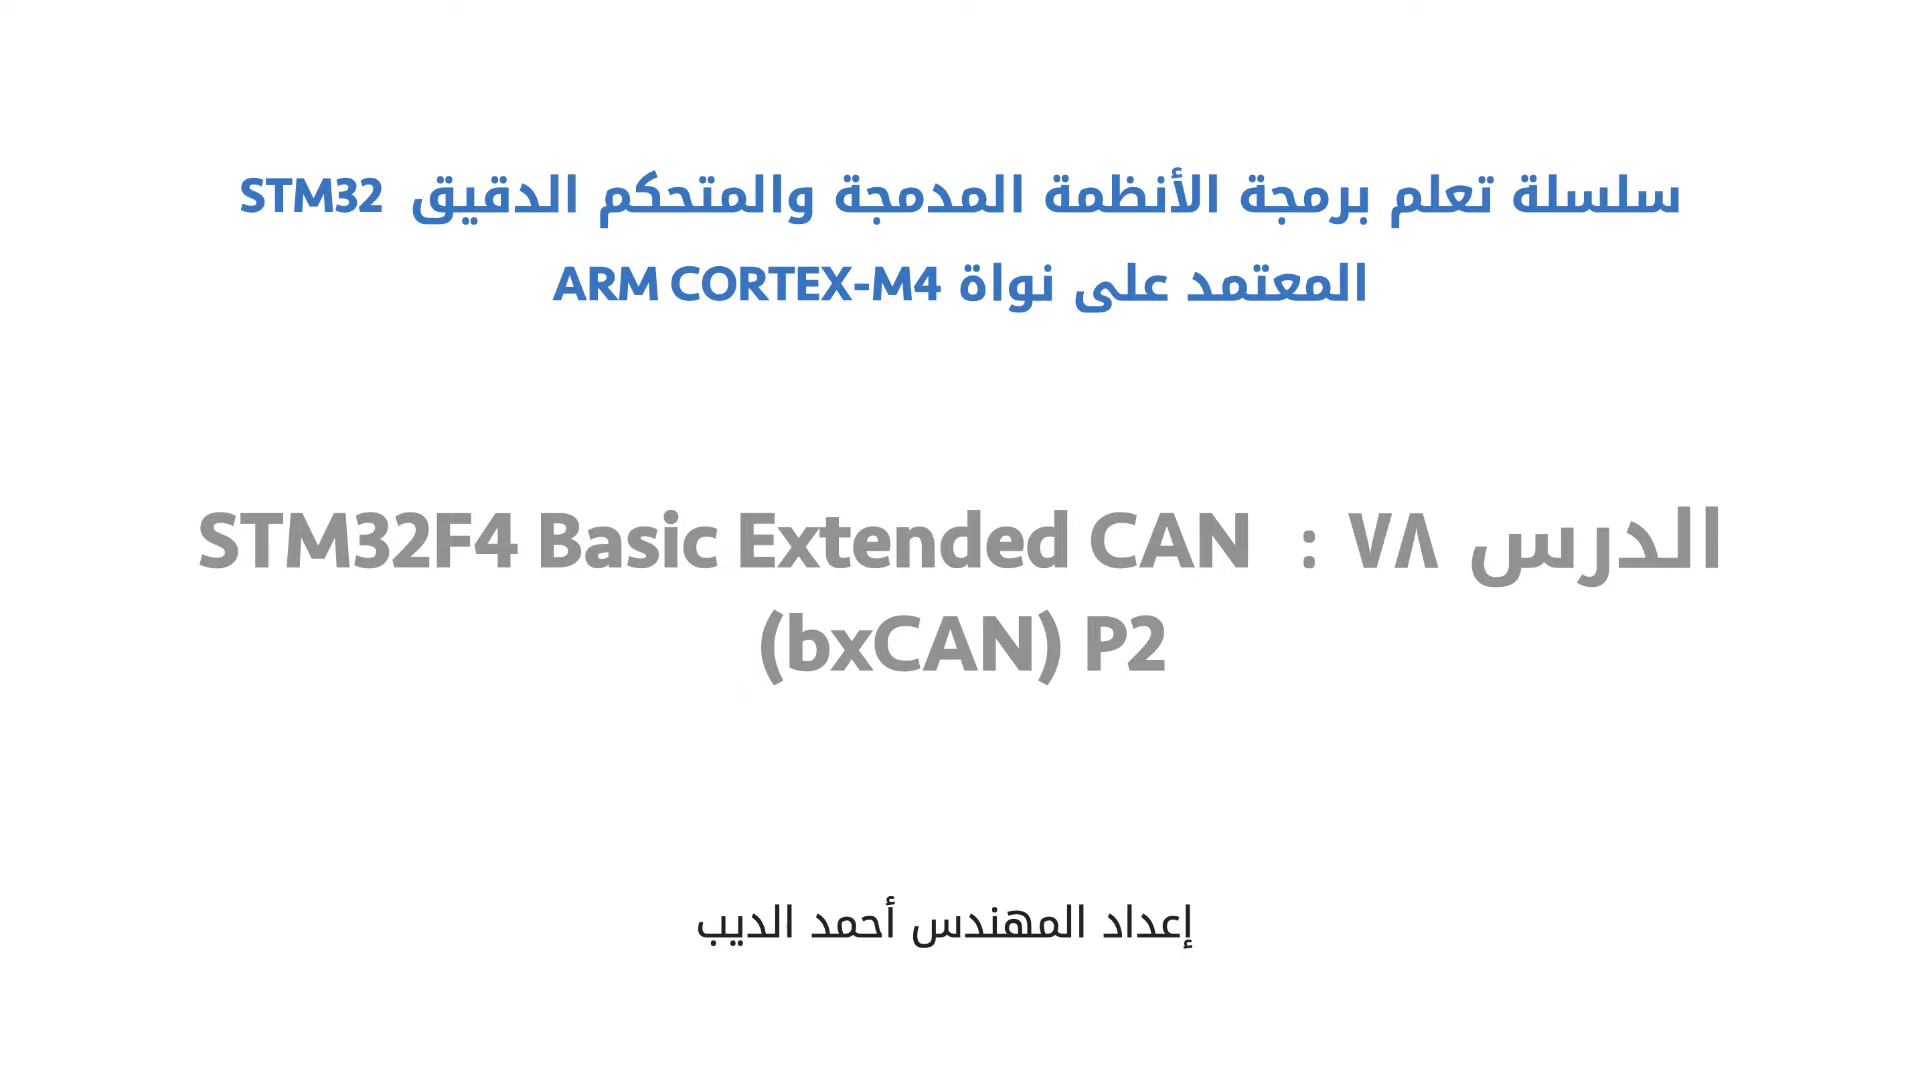 سلسلة تعلم برمجة الأنظمة المدمجة والمتحكم الدقيق STM32
المعتمد على نواة ARM CORTEX-M4
الدرس ٧٨ : STM32F4 Basic Extended CAN
(bxCAN) P2
إعداد المهندس أحمد الديب